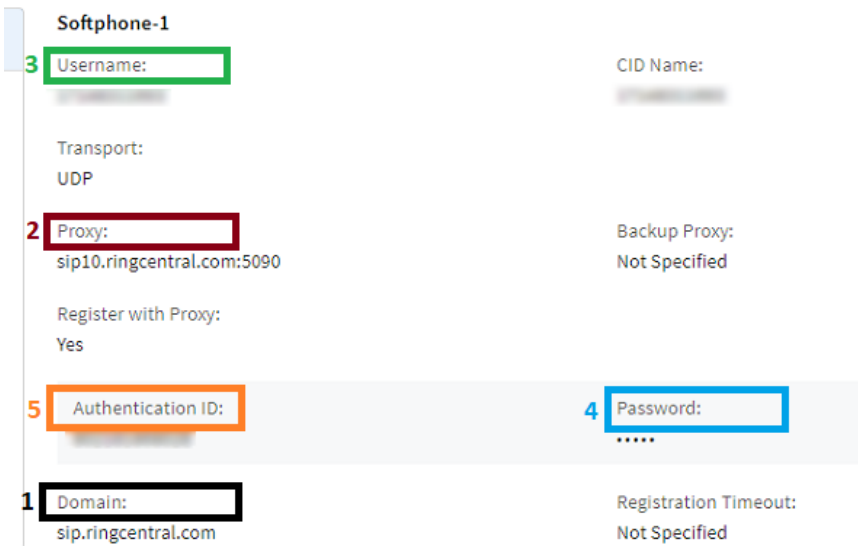 Softphone-1
3 Username: CID Name:
Transport:
UDP
2 Proxy: Backup Proxy:
sip10.ringcentral.com:5090 Not Specified
Register with Proxy:
Yes
5 Authentication ID: 4 Password:
•••••
1 Domain: Registration Timeout:
sip.ringcentral.com Not Specified